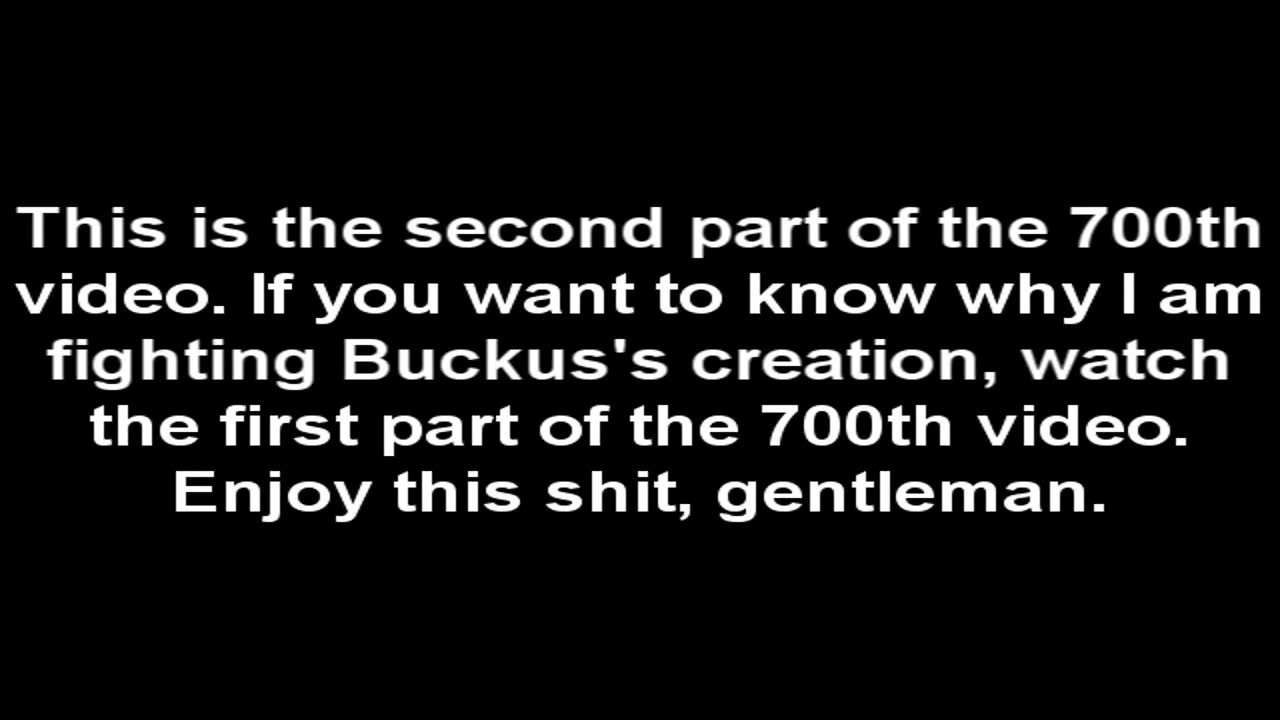 This is the second part of the 700th
video. If you want to know why I am
fighting Buckus's creation, watch
the first part of the 700th video.
Enjoy this shit, gentleman.